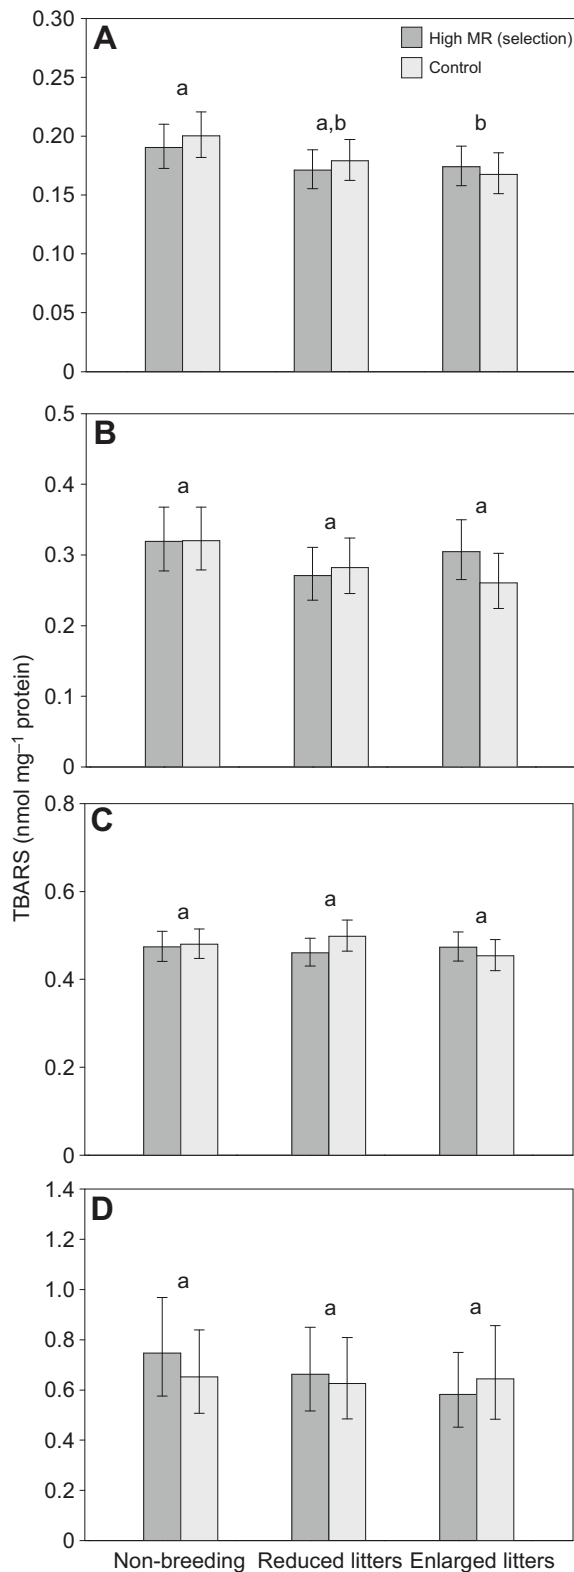 TBARS (nmol mg⁻¹ protein)
A
High MR (selection)
Control
0.30
0.25
0.20
0.15
0.10
0.05
0
a
a,b
b
B
0.5
0.4
0.3
0.2
0.1
0
a
a
a
C
0.8
0.6
0.4
0.2
0
a
a
a
D
1.4
1.2
1.0
0.8
0.6
0.4
0.2
0
a
a
a
Non-breeding Reduced litters Enlarged litters